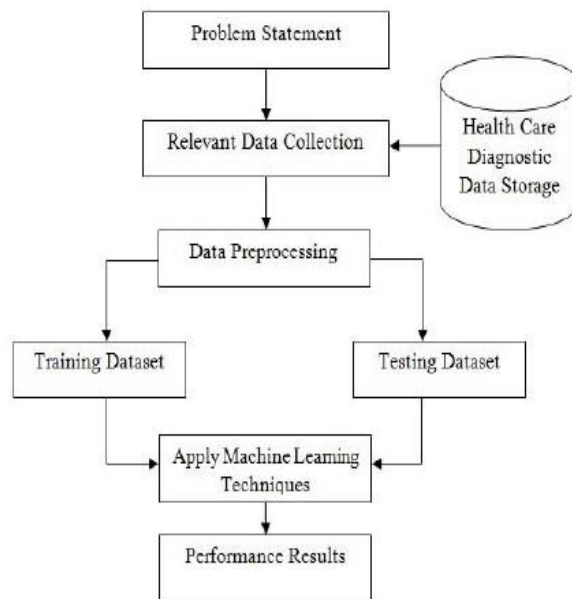 Problem Statement
Relevant Data Collection
Health Care
Diagnostic
Data Storage
Data Preprocessing
Training Dataset
Testing Dataset
Apply Machine Learning
Techniques
Performance Results